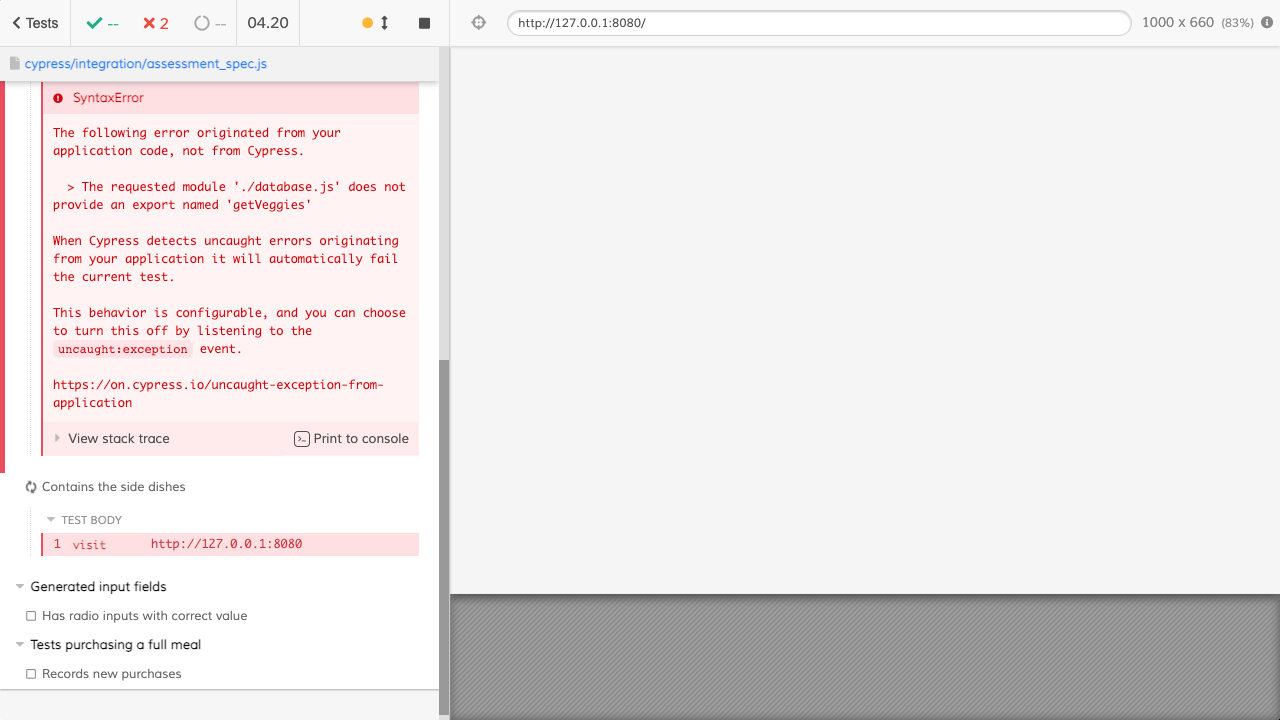 Tests
--
2
--
04.20
http://127.0.0.1:8080/
1000 x 660 (83%)
cypress/integration/assessment_spec.js
SyntaxError
The following error originated from your
application code, not from Cypress.
> The requested module './database.js' does not
provide an export named 'getVeggies'
When Cypress detects uncaught errors originating
from your application it will automatically fail
the current test.
This behavior is configurable, and you can choose
to turn this off by listening to the
uncaught:exception event.
https://on.cypress.io/uncaught-exception-from-
application
View stack trace
Print to console
Contains the side dishes
TEST BODY
1 visit http://127.0.0.1:8080
Generated input fields
Has radio inputs with correct value
Tests purchasing a full meal
Records new purchases